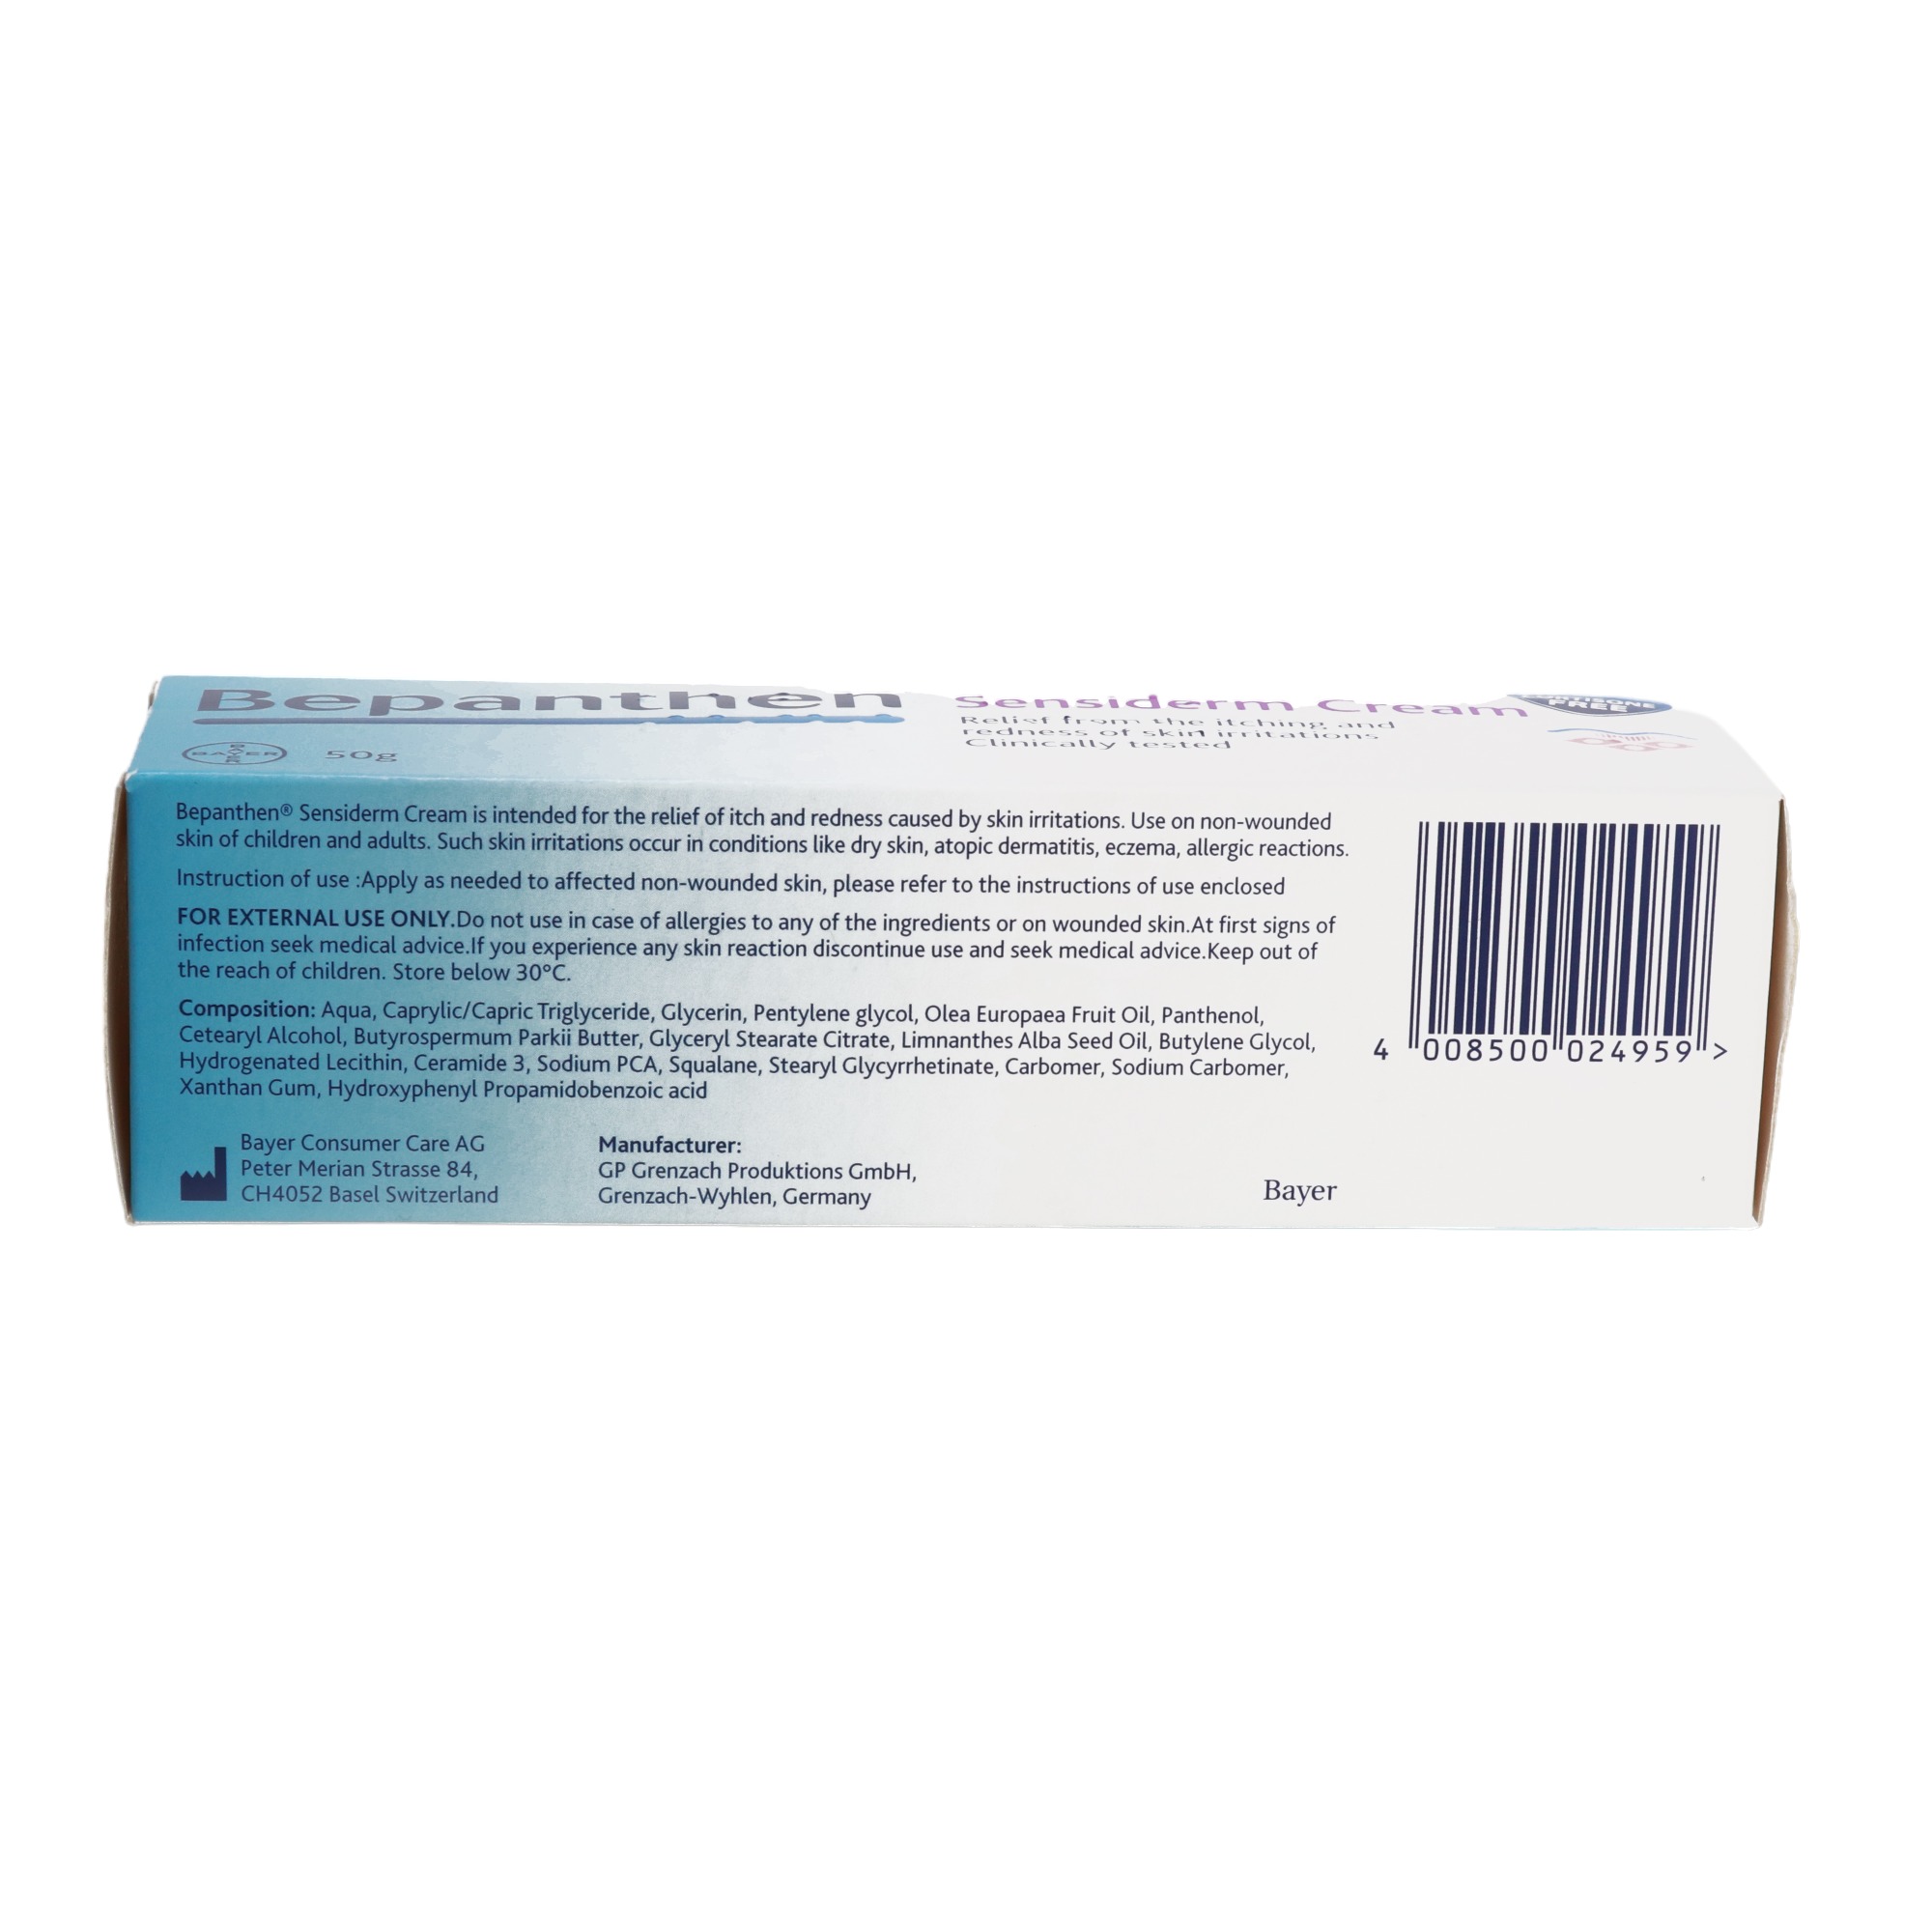 Bepanthen
Sensiderm Cream
Relief from the itching and
redness of skin irritations
Clinically tested
FREE
BAYER
50g
Bepanthen® Sensiderm Cream is intended for the relief of itch and redness caused by skin irritations. Use on non-wounded
skin of children and adults. Such skin irritations occur in conditions like dry skin, atopic dermatitis, eczema, allergic reactions.
Instruction of use :Apply as needed to affected non-wounded skin, please refer to the instructions of use enclosed
FOR EXTERNAL USE ONLY.Do not use in case of allergies to any of the ingredients or on wounded skin.At first signs of
infection seek medical advice.If you experience any skin reaction discontinue use and seek medical advice.Keep out of
the reach of children. Store below 30°C.
Composition: Aqua, Caprylic/Capric Triglyceride, Glycerin, Pentylene glycol, Olea Europaea Fruit Oil, Panthenol,
Cetearyl Alcohol, Butyrospermum Parkii Butter, Glyceryl Stearate Citrate, Limnanthes Alba Seed Oil, Butylene Glycol,
Hydrogenated Lecithin, Ceramide 3, Sodium PCA, Squalane, Stearyl Glycyrrhetinate, Carbomer, Sodium Carbomer,
Xanthan Gum, Hydroxyphenyl Propamidobenzoic acid
4 008500 024959 >
Bayer Consumer Care AG
Peter Merian Strasse 84,
CH4052 Basel Switzerland
Manufacturer:
GP Grenzach Produktions GmbH,
Grenzach-Wyhlen, Germany
Bayer